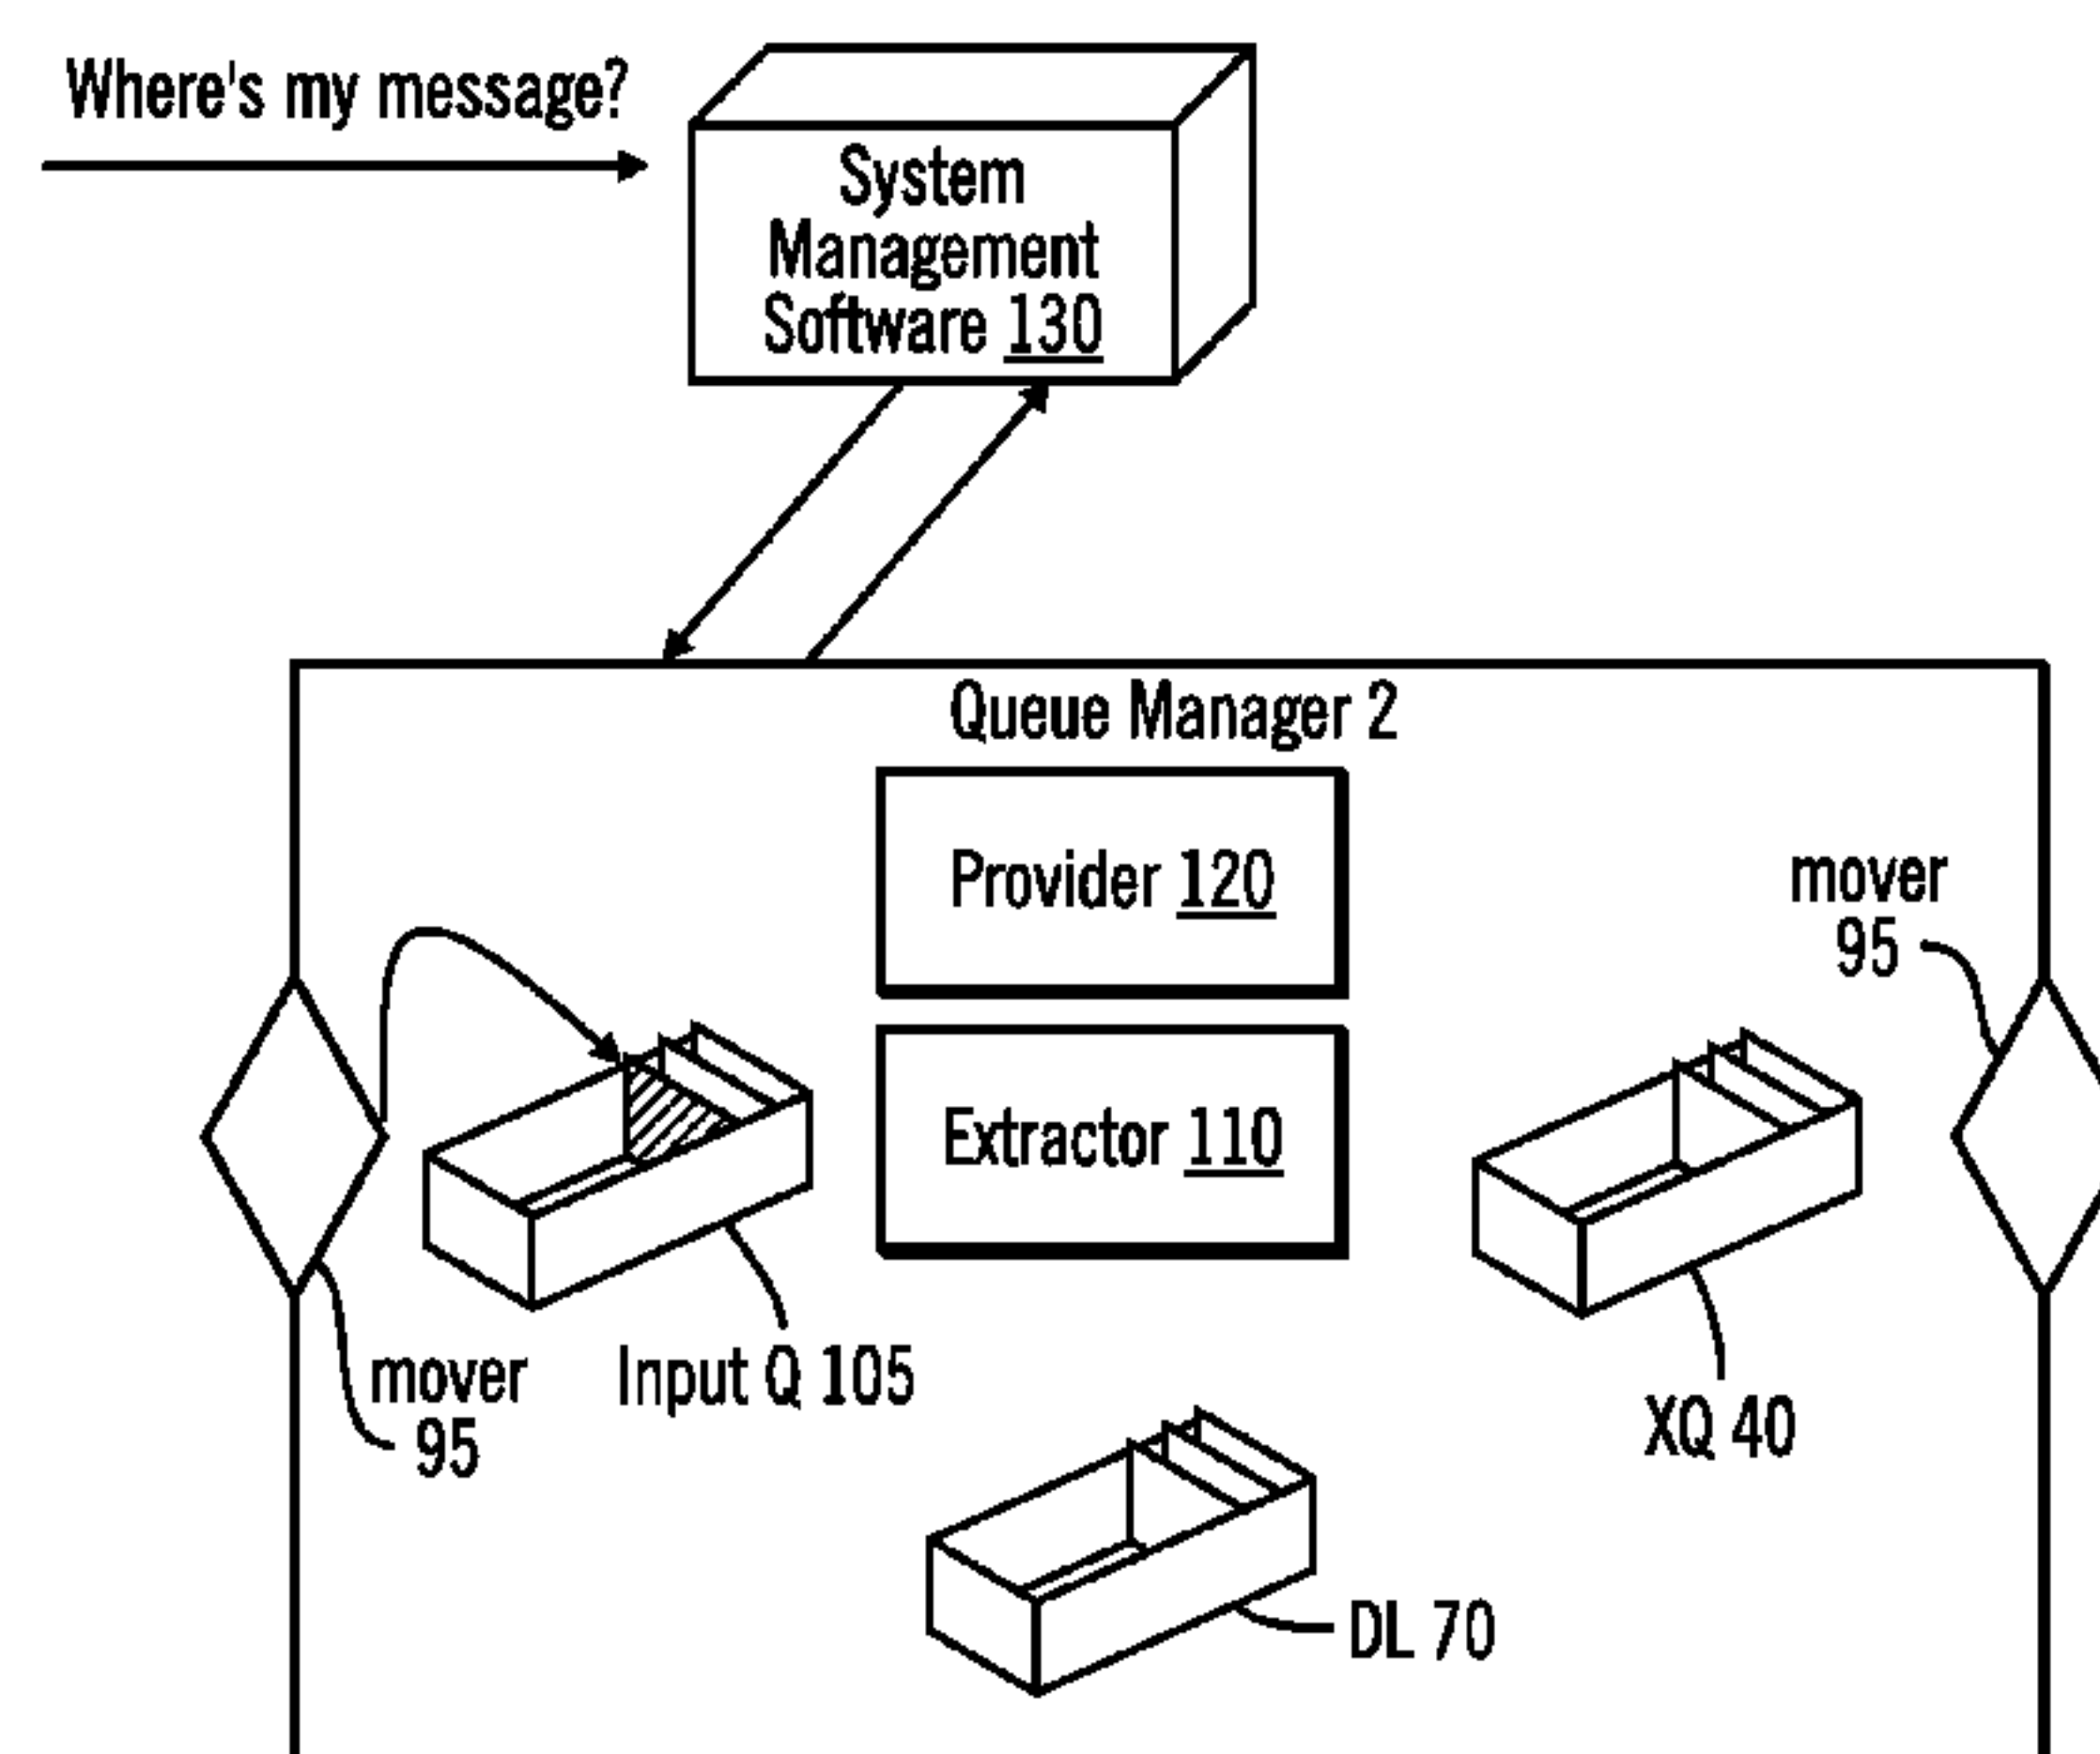 Where's my message?
System
Management
Software 130
Queue Manager 2
Provider 120
mover
95
Extractor 110
Input Q 105
mover
95
XQ 40
DL 70